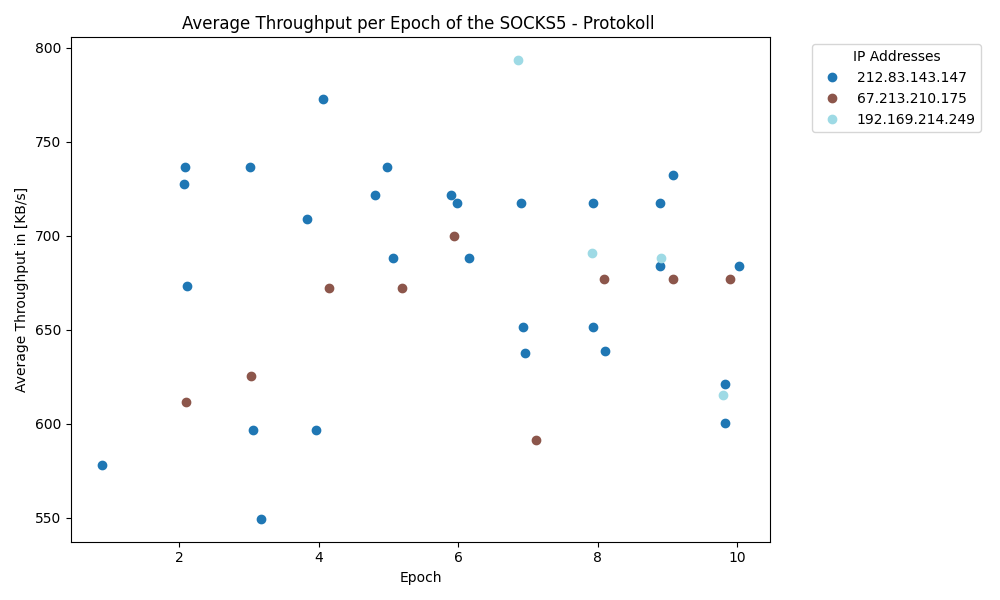 Average Throughput per Epoch of the SOCKS5 - Protokoll
IP Addresses
212.83.143.147
67.213.210.175
192.169.214.249
Average Throughput in [KB/s]
800
750
700
650
600
550
2 4 6 8 10
Epoch